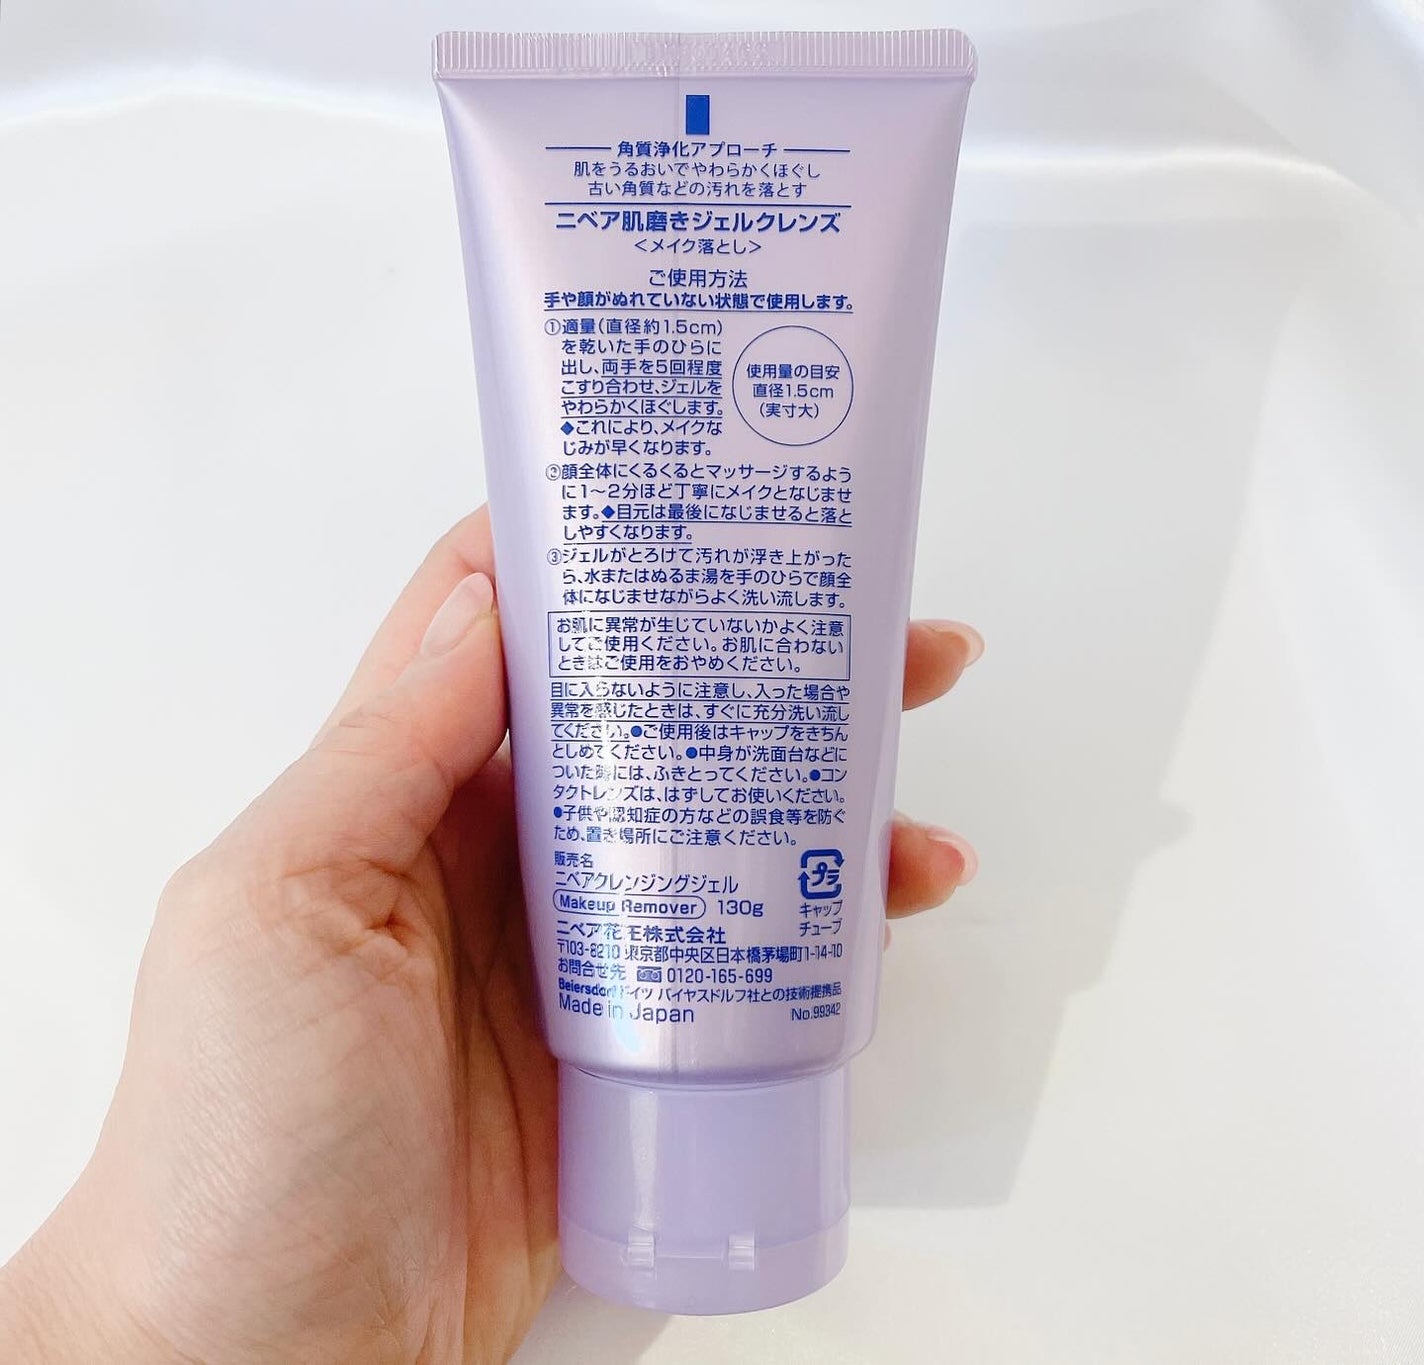 角質浄化アプローチ
肌をうるおいでやわらかくほぐし
古い角質などの汚れを落とす
ニベア肌磨きジェルクレンズ
＜メイク落とし＞
ご使用方法
手や顔がぬれていない状態で使用します。
①適量(直径約1.5cm)
を乾いた手のひらに
出し、両手を5回程度
こすり合わせ、ジェルを
やわらかくほぐします。
◆これにより、メイクな
じみが早くなります。
使用量の目安
直径1.5cm
(実寸大)
②顔全体にくるくるとマッサージするよう
に1～2分ほど丁寧にメイクとなじませ
ます。◆目元は最後になじませると落と
しやすくなります。
③ジェルがとろけて汚れが浮き上がった
ら、水またはぬるま湯を手のひらで顔全
体になじませながらよく洗い流します。
お肌に異常が生じていないかよく注意
してご使用ください。お肌に合わない
ときはご使用をおやめください。
目に入らないように注意し、入った場合や
異常を感じたときは、すぐに充分洗い流し
てください。●ご使用後はキャップをきちん
としめてください。●中身が洗面台などに
ついた時には、ふきとってください。●コン
タクトレンズは、はずしてお使いください。
●子供や認知症の方などの誤食等を防ぐ
ため、置き場所にご注意ください。
販売名
ニベアクレンジングジェル
Makeup Remover 130g
プラ
キャップ
チューブ
ニベア花王株式会社
〒103-8210 東京都中央区日本橋茅場町1-14-10
お問合せ先 0120-165-699
Beiersdorf ドイツ バイヤスドルフ社との技術提携品
Made in Japan No.99342